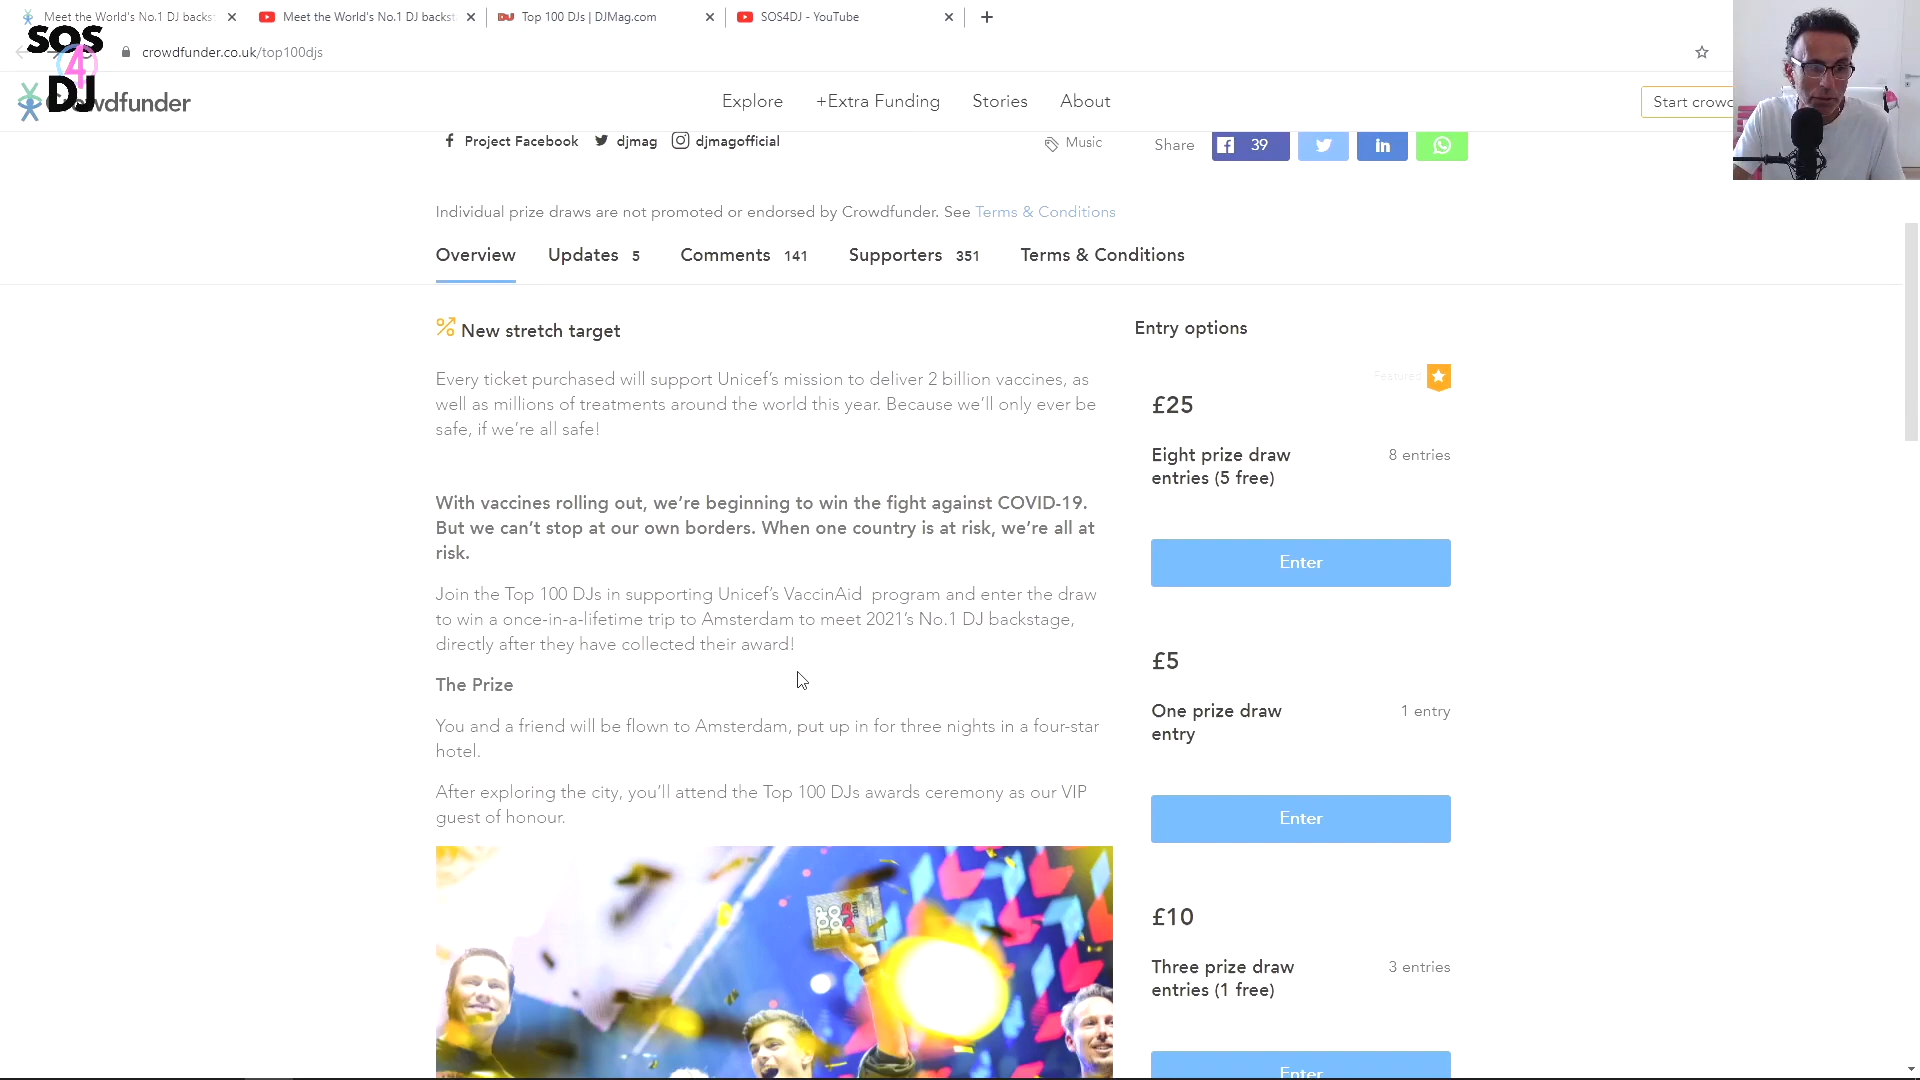 Meet the World's No.1 DJ backst
Meet the World's No.1 DJ backst
Top 100 DJs | DJMag.com
SOS4DJ - YouTube
crowdfunder.co.uk/top100djs
SOS
4
DJ
Crowdfunder
Explore
+Extra Funding
Stories
About
Start crowd
Project Facebook
djmag
djmagofficial
Music
Share
39
Individual prize draws are not promoted or endorsed by Crowdfunder. See Terms & Conditions
Overview
Updates 5
Comments 141
Supporters 351
Terms & Conditions
New stretch target
Every ticket purchased will support Unicef's mission to deliver 2 billion vaccines, as
well as millions of treatments around the world this year. Because we'll only ever be
safe, if we're all safe!
With vaccines rolling out, we're beginning to win the fight against COVID-19.
But we can't stop at our own borders. When one country is at risk, we're all at
risk.
Join the Top 100 DJs in supporting Unicef's VaccinAid program and enter the draw
to win a once-in-a-lifetime trip to Amsterdam to meet 2021's No.1 DJ backstage,
directly after they have collected their award!
The Prize
You and a friend will be flown to Amsterdam, put up in for three nights in a four-star
hotel.
After exploring the city, you'll attend the Top 100 DJs awards ceremony as our VIP
guest of honour.
Entry options
Featured
£25
Eight prize draw
entries (5 free)
8 entries
Enter
£5
One prize draw
entry
1 entry
Enter
£10
Three prize draw
entries (1 free)
3 entries
Enter